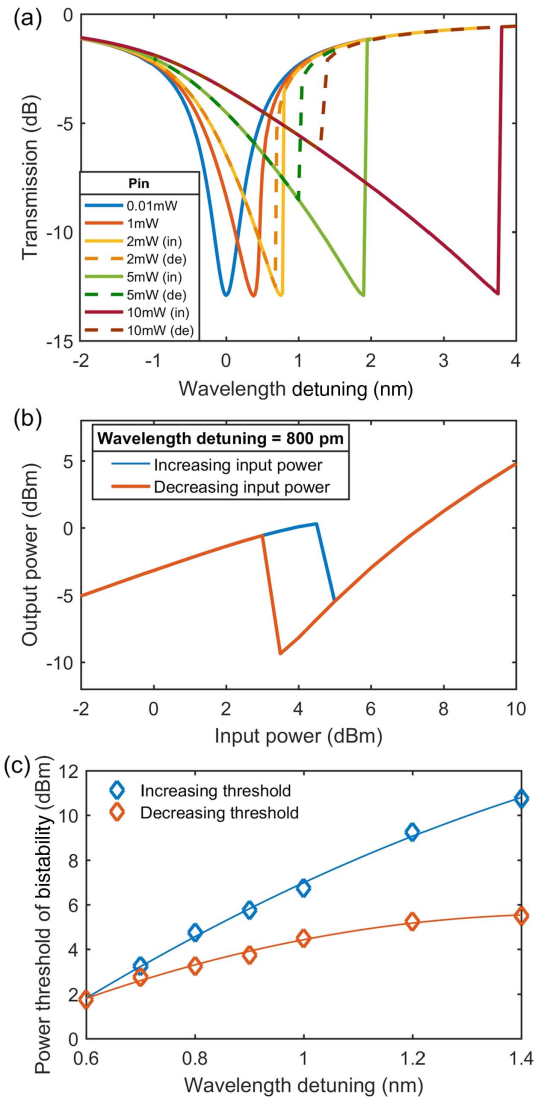 (a)
0
-5
-10
-15
Transmission (dB)
Pin
0.01mW
1mW
2mW (in)
2mW (de)
5mW (in)
5mW (de)
10mW (in)
10mW (de)
-2 -1 0 1 2 3 4
Wavelength detuning (nm)
(b)
5
0
-5
-10
Output power (dBm)
Wavelength detuning = 800 pm
Increasing input power
Decreasing input power
-2 0 2 4 6 8 10
Input power (dBm)
(c)
12
10
8
6
4
2
0
Power threshold of bistability (dBm)
Increasing threshold
Decreasing threshold
0.6 0.8 1 1.2 1.4
Wavelength detuning (nm)